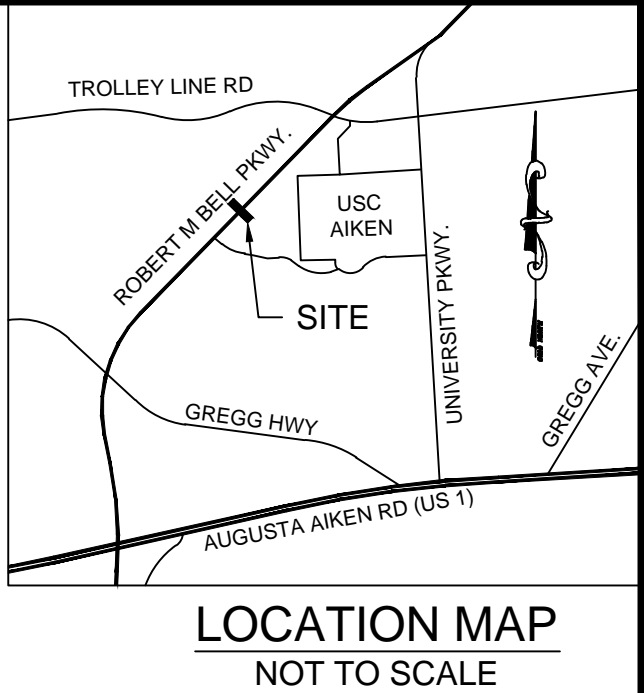 TROLLEY LINE RD
ROBERT M BELL PKWY.
USC
AIKEN
SITE
UNIVERSITY PKWY.
GREGG AVE.
GREGG HWY
AUGUSTA AIKEN RD (US 1)
LOCATION MAP
NOT TO SCALE